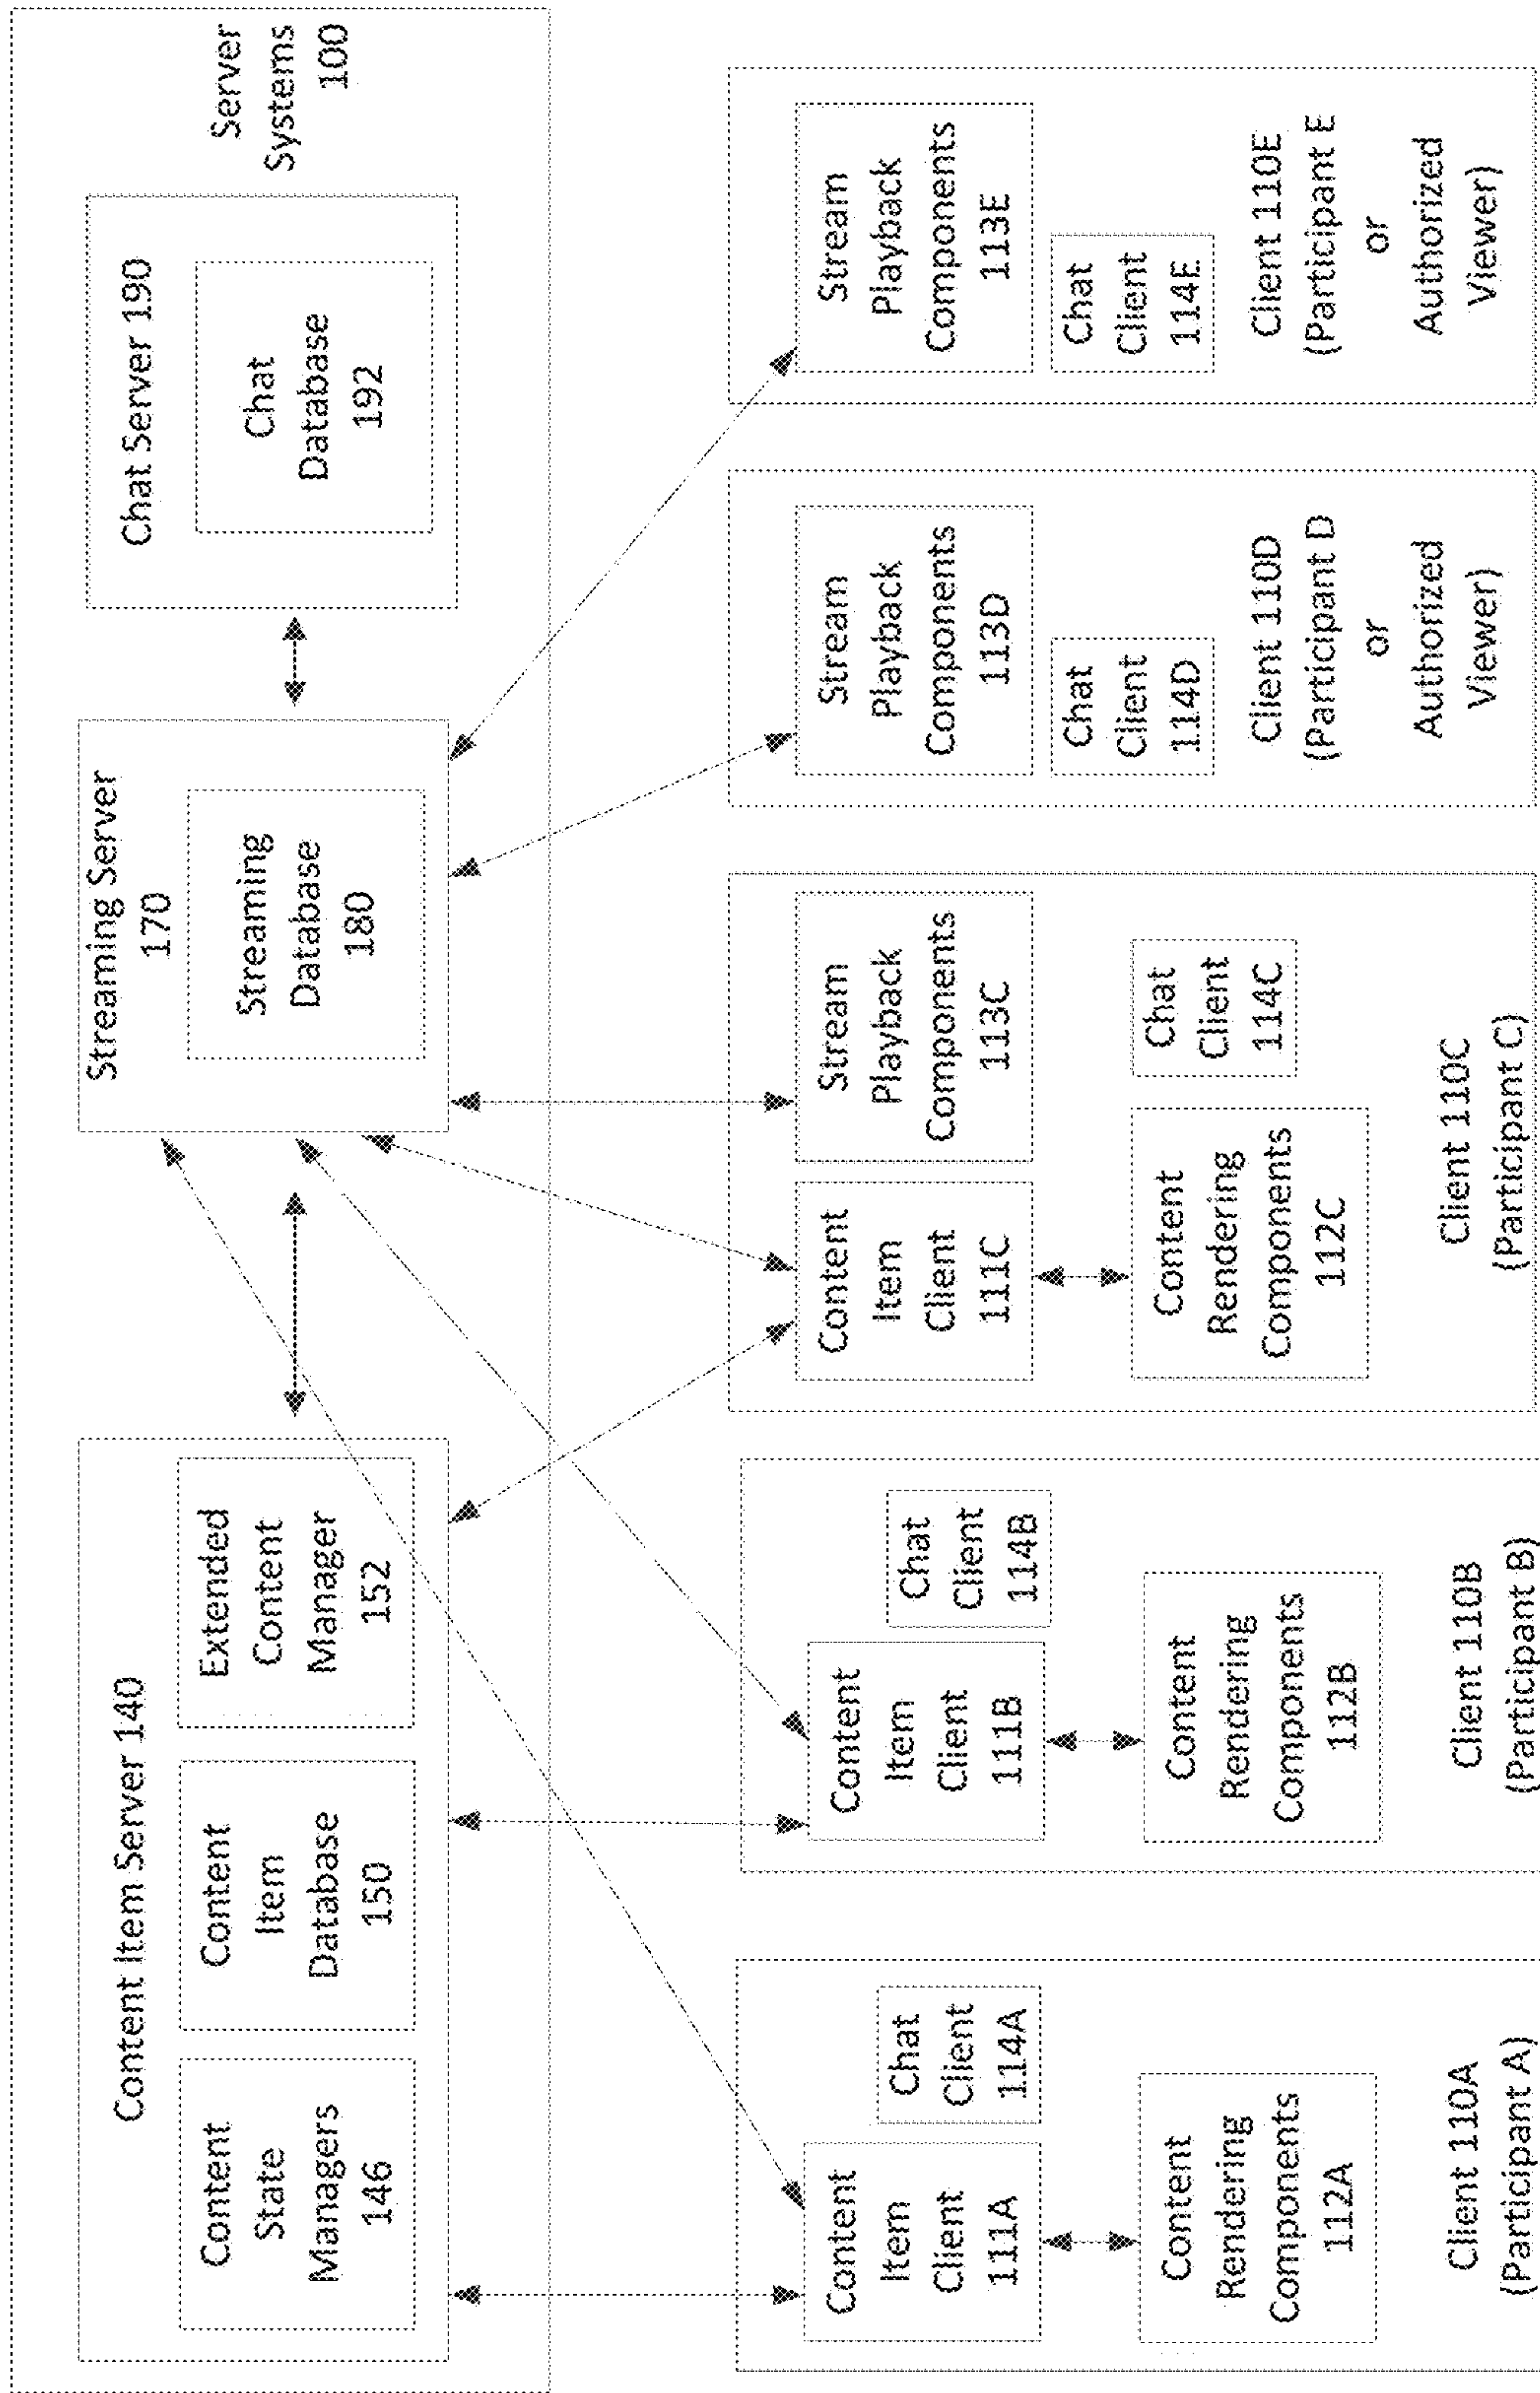 Server
Systems
100
Content Item Server 140
Content
State
Managers
146
Content
Item
Database
150
Extended
Content
Manager
152
Streaming Server
170
Streaming
Database
180
Chat Server 190
Chat
Database
192
Content
Item
Client
111A
Chat
Client
114A
Content
Rendering
Components
112A
Client 110A
(Participant A)
Content
Item
Client
111B
Chat
Client
114B
Content
Rendering
Components
112B
Client 110B
(Participant B)
Content
Item
Client
111C
Stream
Playback
Components
113C
Content
Rendering
Components
112C
Chat
Client
114C
Client 110C
(Participant C)
Stream
Playback
Components
113D
Chat
Client
114D
Client 110D
(Participant D
or
Authorized
Viewer)
Stream
Playback
Components
113E
Chat
Client
114E
Client 110E
(Participant E
or
Authorized
Viewer)